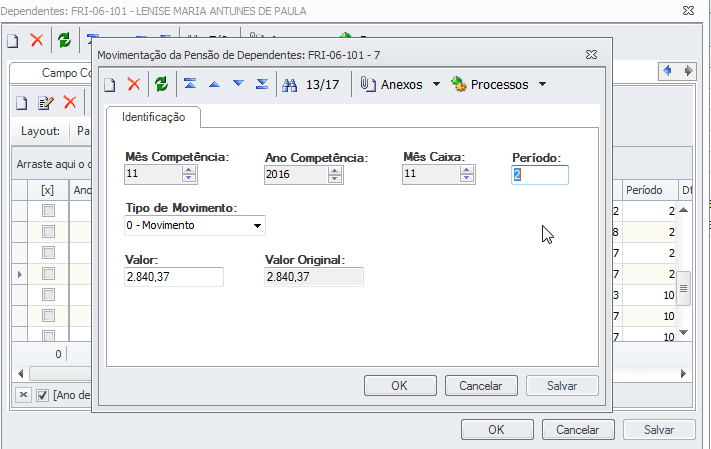 Dependentes: FRI-06-101 - LENISE MARIA ANTUNES DE PAULA
Movimentação da Pensão de Dependentes: FRI-06-101 - 7
Campo Co
13/17 Anexos Processos
Identificação
Layout: Pa
Arraste aqui o c
Mês Competência: Ano Competência: Mês Caixa: Período:
11 2016 11 2
[x] Ano Período Dt
Tipo de Movimento:
0 - Movimento
2 2
8 2
7 2
7 2
3 10
7 10
7 10
Valor: Valor Original:
2.840,37 2.840,37
0
OK Cancelar Salvar
[Ano de
OK Cancelar Salvar